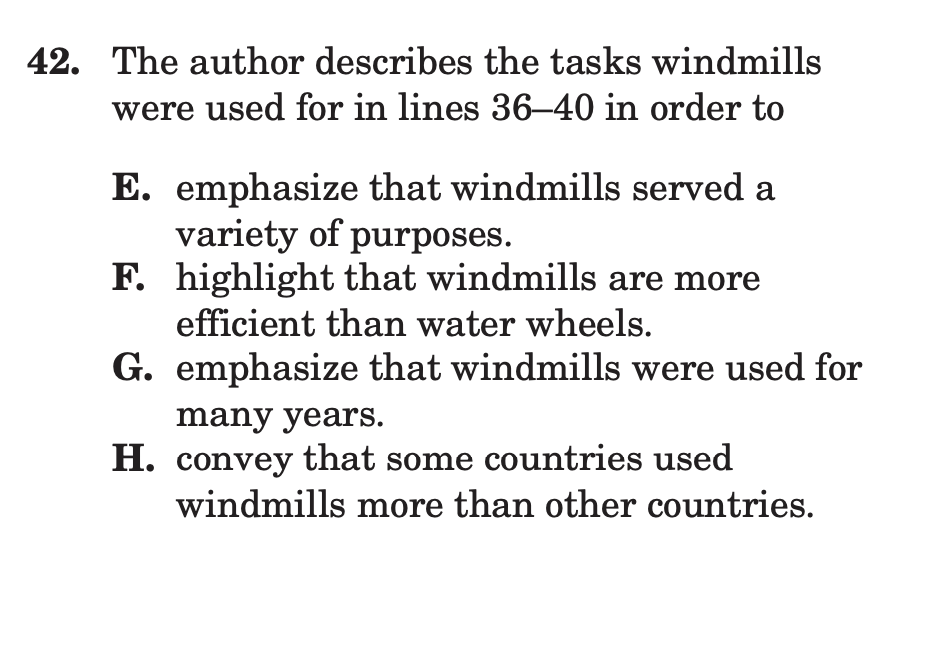 42. The author describes the tasks windmills
were used for in lines 36–40 in order to
E. emphasize that windmills served a
variety of purposes.
F. highlight that windmills are more
efficient than water wheels.
G. emphasize that windmills were used for
many years.
H. convey that some countries used
windmills more than other countries.